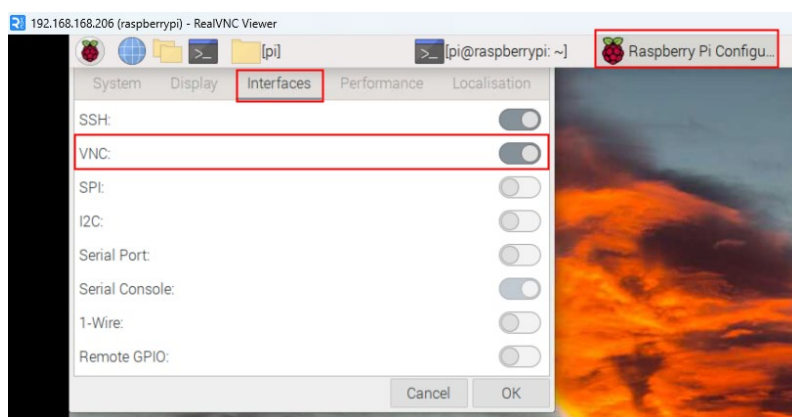 192.168.168.206 (raspberrypi) - RealVNC Viewer
[pi] [pi@raspberrypi: ~] Raspberry Pi Configu...
System Display Interfaces Performance Localisation
SSH:
VNC:
SPI:
I2C:
Serial Port:
Serial Console:
1-Wire:
Remote GPIO:
Cancel OK